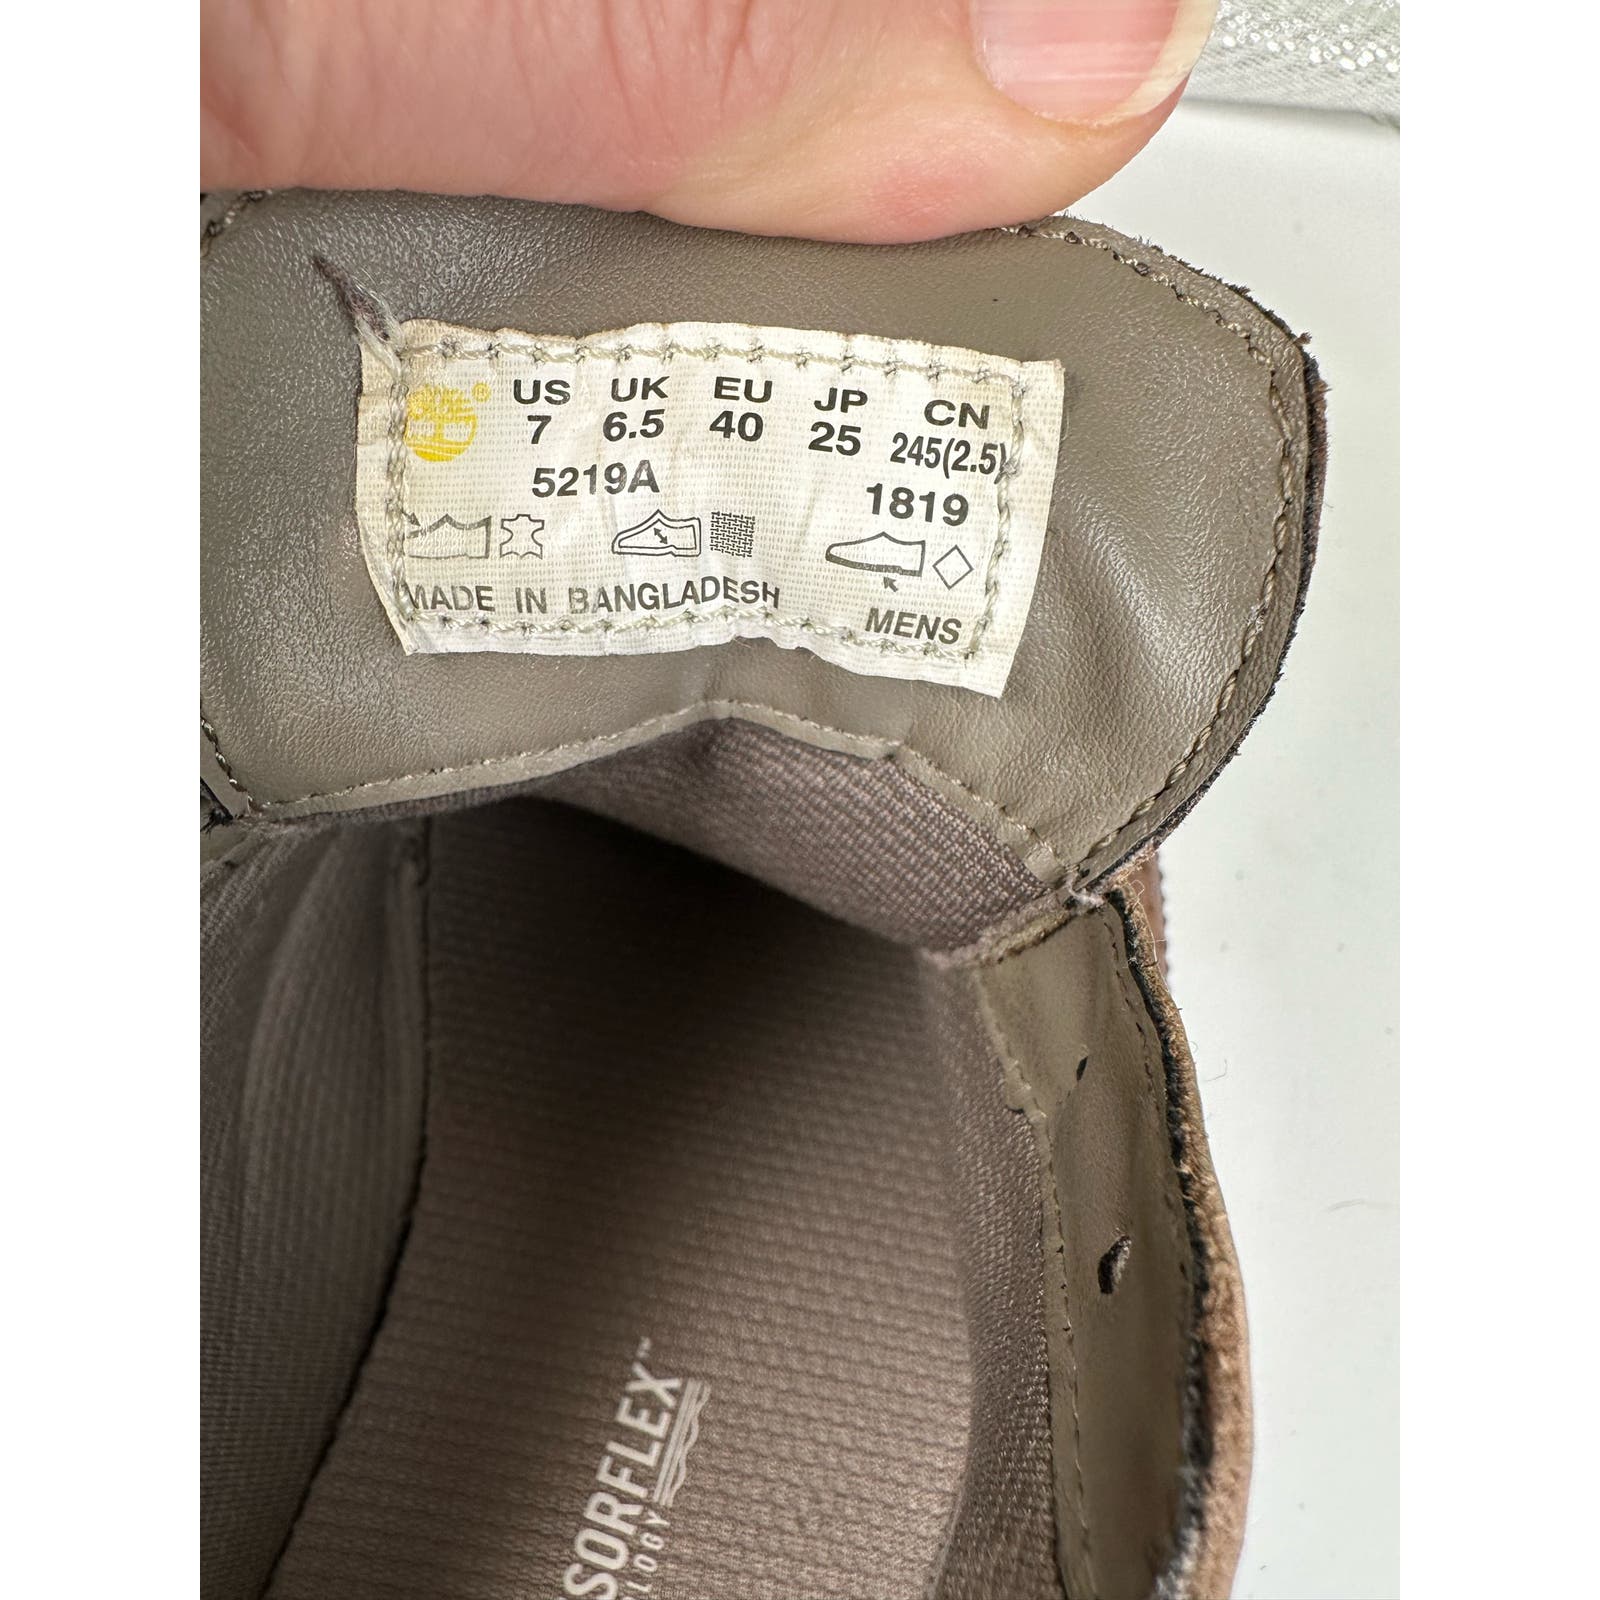 US UK EU JP CN
7 6.5 40 25 245(2.5)
5219A 1819
MADE IN BANGLADESH
MENS
SORFLEX™